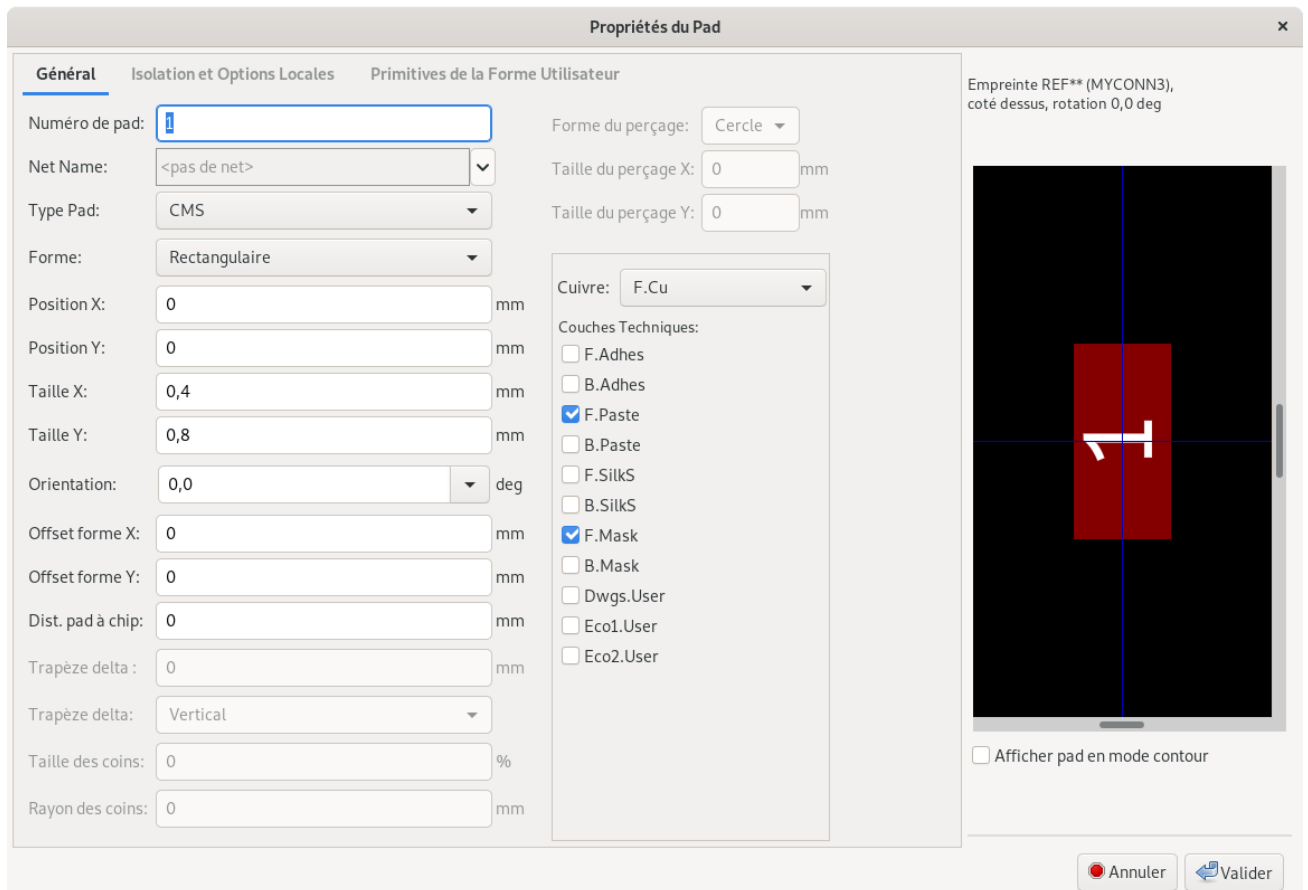 Propriétés du Pad
×
Général Isolation et Options Locales Primitives de la Forme Utilisateur
Numéro de pad: 1
Net Name: <pas de net>
Type Pad: CMS
Forme: Rectangulaire
Position X: 0 mm
Position Y: 0 mm
Taille X: 0,4 mm
Taille Y: 0,8 mm
Orientation: 0,0 deg
Offset forme X: 0 mm
Offset forme Y: 0 mm
Dist. pad à chip: 0 mm
Trapèze delta : 0 mm
Trapèze delta: Vertical
Taille des coins: 0 %
Rayon des coins: 0 mm
Forme du perçage: Cercle
Taille du perçage X: 0 mm
Taille du perçage Y: 0 mm
Cuivre: F.Cu
Couches Techniques:
F.Adhes
B.Adhes
F.Paste
B.Paste
F.SilkS
B.SilkS
F.Mask
B.Mask
Dwgs.User
Eco1.User
Eco2.User
Empreinte REF** (MYCONN3),
coté dessus, rotation 0,0 deg
1
Afficher pad en mode contour
Annuler Valider